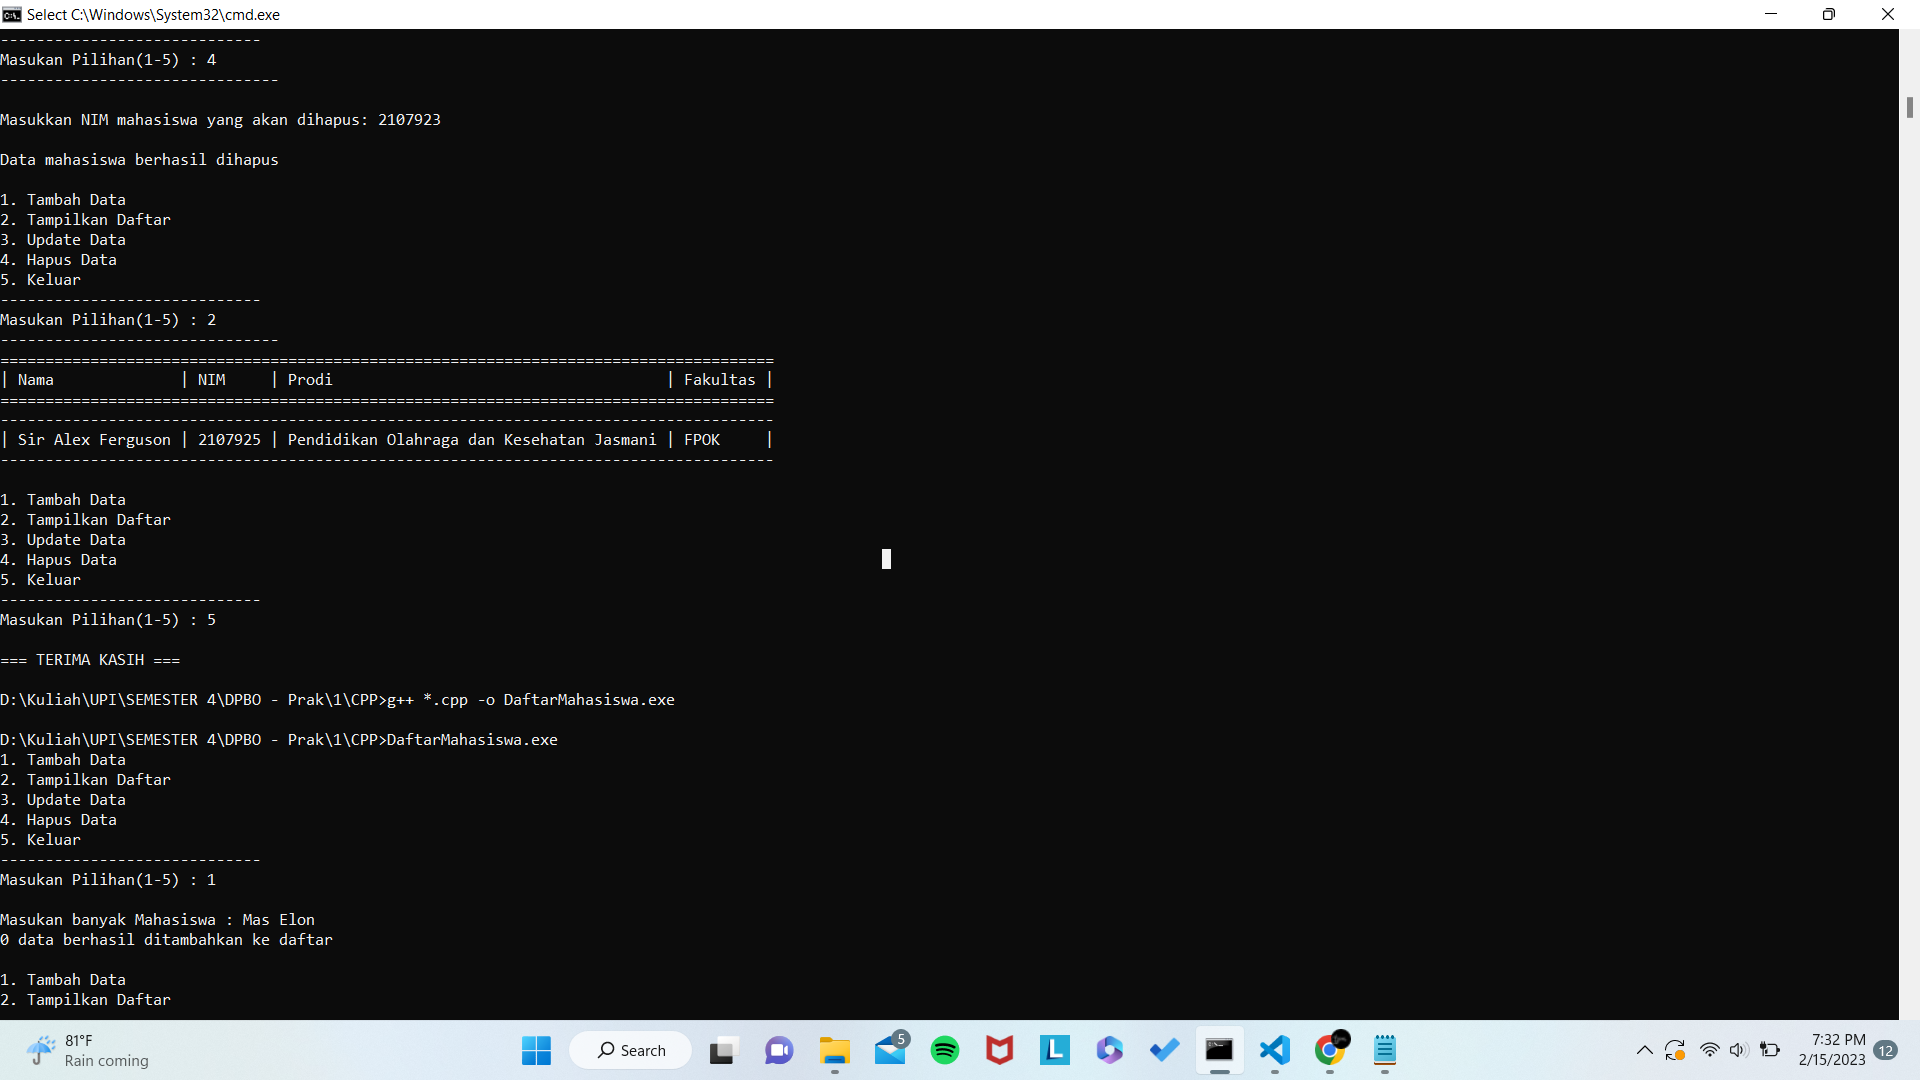 Select C:\Windows\System32\cmd.exe
-----------------------------
Masukan Pilihan(1-5) : 4
-------------------------------
Masukkan NIM mahasiswa yang akan dihapus: 2107923
Data mahasiswa berhasil dihapus
1. Tambah Data
2. Tampilkan Daftar
3. Update Data
4. Hapus Data
5. Keluar
-----------------------------
Masukan Pilihan(1-5) : 2
-------------------------------
======================================================================================
| Nama              | NIM     | Prodi                                     | Fakultas |
======================================================================================
--------------------------------------------------------------------------------------
| Sir Alex Ferguson | 2107925 | Pendidikan Olahraga dan Kesehatan Jasmani | FPOK     |
--------------------------------------------------------------------------------------
1. Tambah Data
2. Tampilkan Daftar
3. Update Data
4. Hapus Data
5. Keluar
-----------------------------
Masukan Pilihan(1-5) : 5
=== TERIMA KASIH ===
D:\Kuliah\UPI\SEMESTER 4\DPBO - Prak\1\CPP>g++ *.cpp -o DaftarMahasiswa.exe
D:\Kuliah\UPI\SEMESTER 4\DPBO - Prak\1\CPP>DaftarMahasiswa.exe
1. Tambah Data
2. Tampilkan Daftar
3. Update Data
4. Hapus Data
5. Keluar
-----------------------------
Masukan Pilihan(1-5) : 1
Masukan banyak Mahasiswa : Mas Elon
0 data berhasil ditambahkan ke daftar
1. Tambah Data
2. Tampilkan Daftar
81°F
Rain coming
Search
5
L
7:32 PM
2/15/2023
12